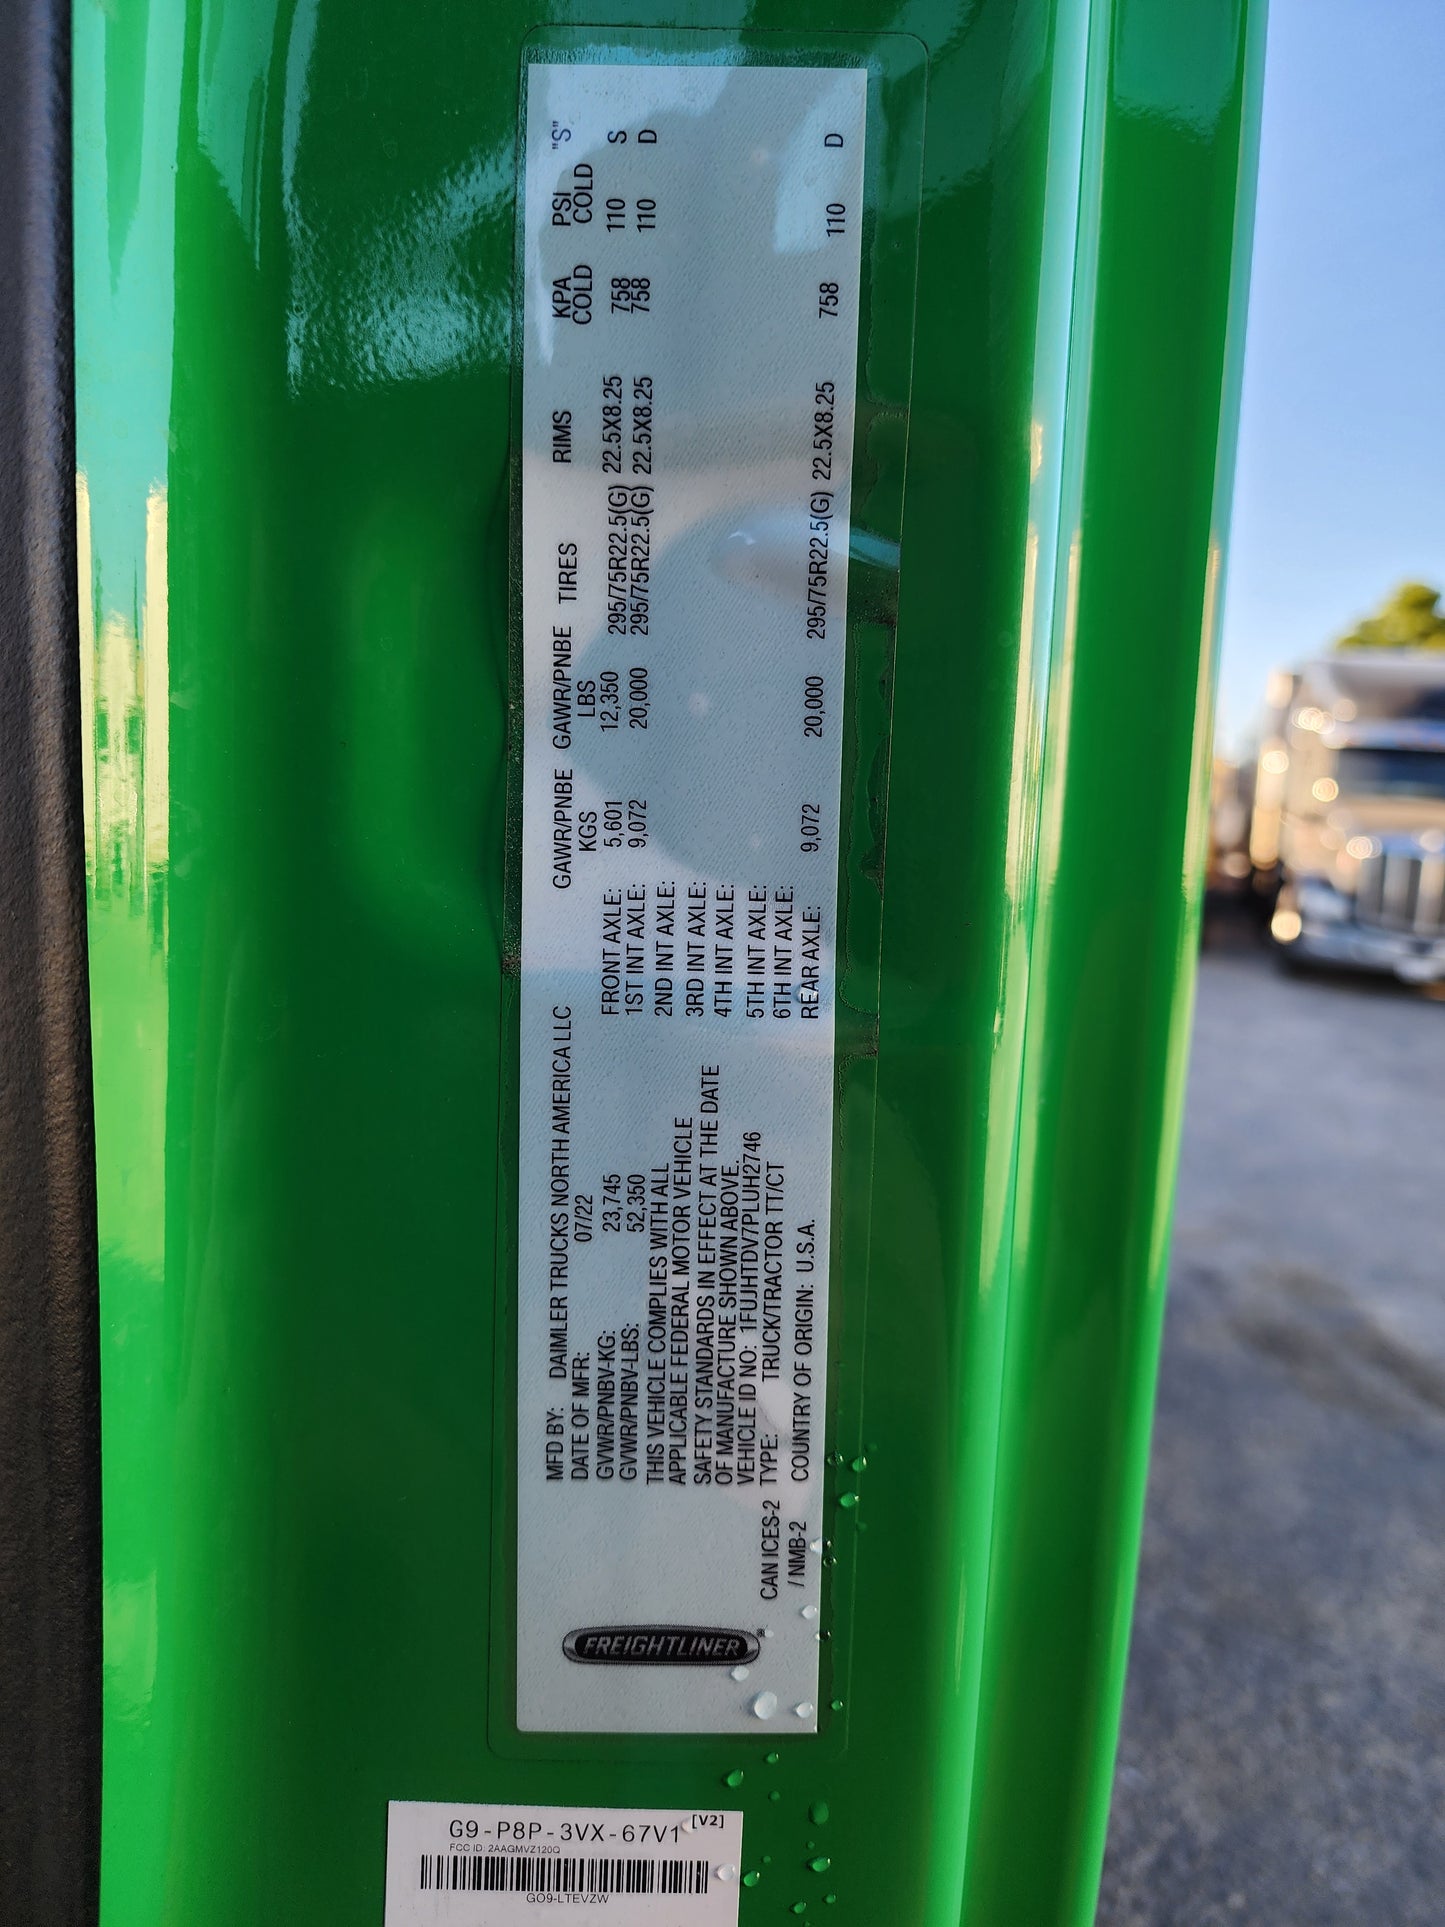 FREIGHTLINER®
CAN ICES-2
/ NMB-2
MFD BY: DAIMLER TRUCKS NORTH AMERICA LLC
DATE OF MFR: 07/22
GVWR/PNBV-KG: 23,745
GVWR/PNBV-LBS: 52,350
THIS VEHICLE COMPLIES WITH ALL
APPLICABLE FEDERAL MOTOR VEHICLE
SAFETY STANDARDS IN EFFECT AT THE DATE
OF MANUFACTURE SHOWN ABOVE.
VEHICLE ID NO: 1FUJHTDV7PLUH2746
TYPE: TRUCK/TRACTOR TT/CT
COUNTRY OF ORIGIN: U.S.A.
GAWR/PNBE GAWR/PNBE TIRES RIMS KPA PSI "S"
KGS LBS COLD COLD
FRONT AXLE: 5,601 12,350 295/75R22.5(G) 22.5X8.25 758 110 S
1ST INT AXLE: 9,072 20,000 295/75R22.5(G) 22.5X8.25 758 110 D
2ND INT AXLE:
3RD INT AXLE:
4TH INT AXLE:
5TH INT AXLE:
6TH INT AXLE:
REAR AXLE: 9,072 20,000 295/75R22.5(G) 22.5X8.25 758 110 D
G9-P8P-3VX-67V1 [V2]
FCC ID: 2AAGMVZ120Q
GO9-LTEVZW